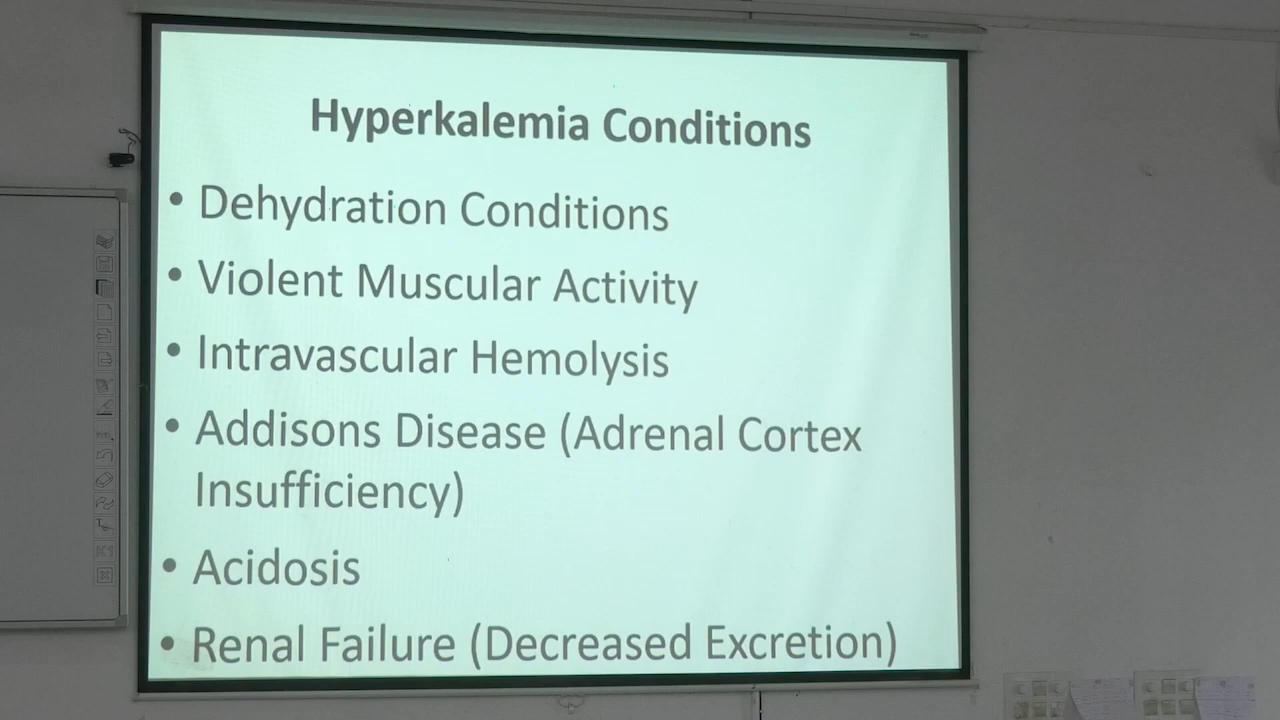 Hyperkalemia Conditions
• Dehydration Conditions
• Violent Muscular Activity
• Intravascular Hemolysis
• Addisons Disease (Adrenal Cortex
Insufficiency)
• Acidosis
• Renal Failure (Decreased Excretion)